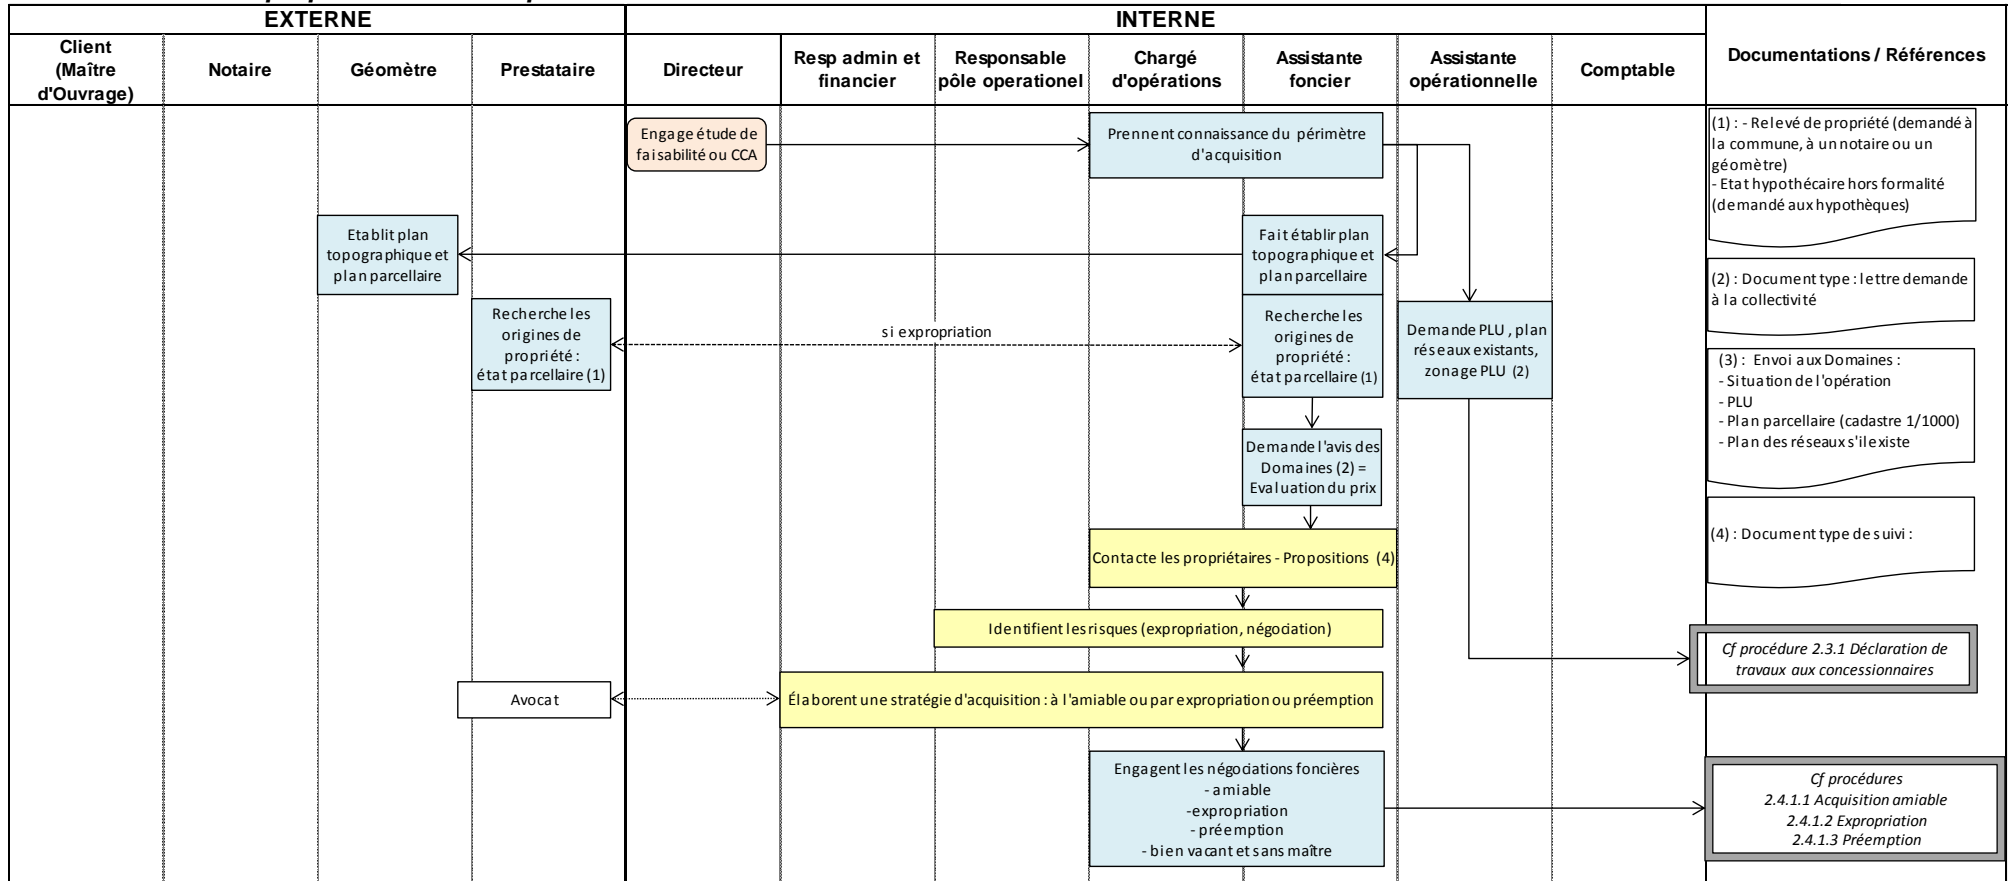 EXTERNE
INTERNE
Client
(Maître
d'Ouvrage)
Notaire
Géomètre
Prestataire
Directeur
Resp admin et
financier
Responsable
pôle operationel
Chargé
d'opérations
Assistante
foncier
Assistante
opérationnelle
Comptable
Documentations / Références
Engage étude de
faisabilité ou CCA
Prennent connaissance du périmètre
d'acquisition
(1) : - Relevé de propriété (demandé à
la commune, à un notaire ou un
géomètre)
- Etat hypothécaire hors formalité
(demandé aux hypothèques)
Etablit plan
topographique et
plan parcellaire
Fait établir plan
topographique et
plan parcellaire
(2) : Document type : lettre demande
à la collectivité
Recherche les
origines de
propriété :
état parcellaire (1)
si expropriation
Recherche les
origines de
propriété :
état parcellaire (1)
Demande PLU , plan
réseaux existants,
zonage PLU (2)
(3) : Envoi aux Domaines :
- Situation de l'opération
- PLU
- Plan parcellaire (cadastre 1/1000)
- Plan des réseaux s'il existe
Demande l'avis des
Domaines (2) =
Evaluation du prix
Contacte les propriétaires - Propositions (4)
(4) : Document type de suivi :
Identifient les risques (expropriation, négociation)
Cf procédure 2.3.1 Déclaration de
travaux aux concessionnaires
Avocat
Élaborent une stratégie d'acquisition : à l'amiable ou par expropriation ou préemption
Engagent les négociations foncières
- amiable
-expropriation
- préemption
- bien vacant et sans maître
Cf procédures
2.4.1.1 Acquisition amiable
2.4.1.2 Expropriation
2.4.1.3 Préemption